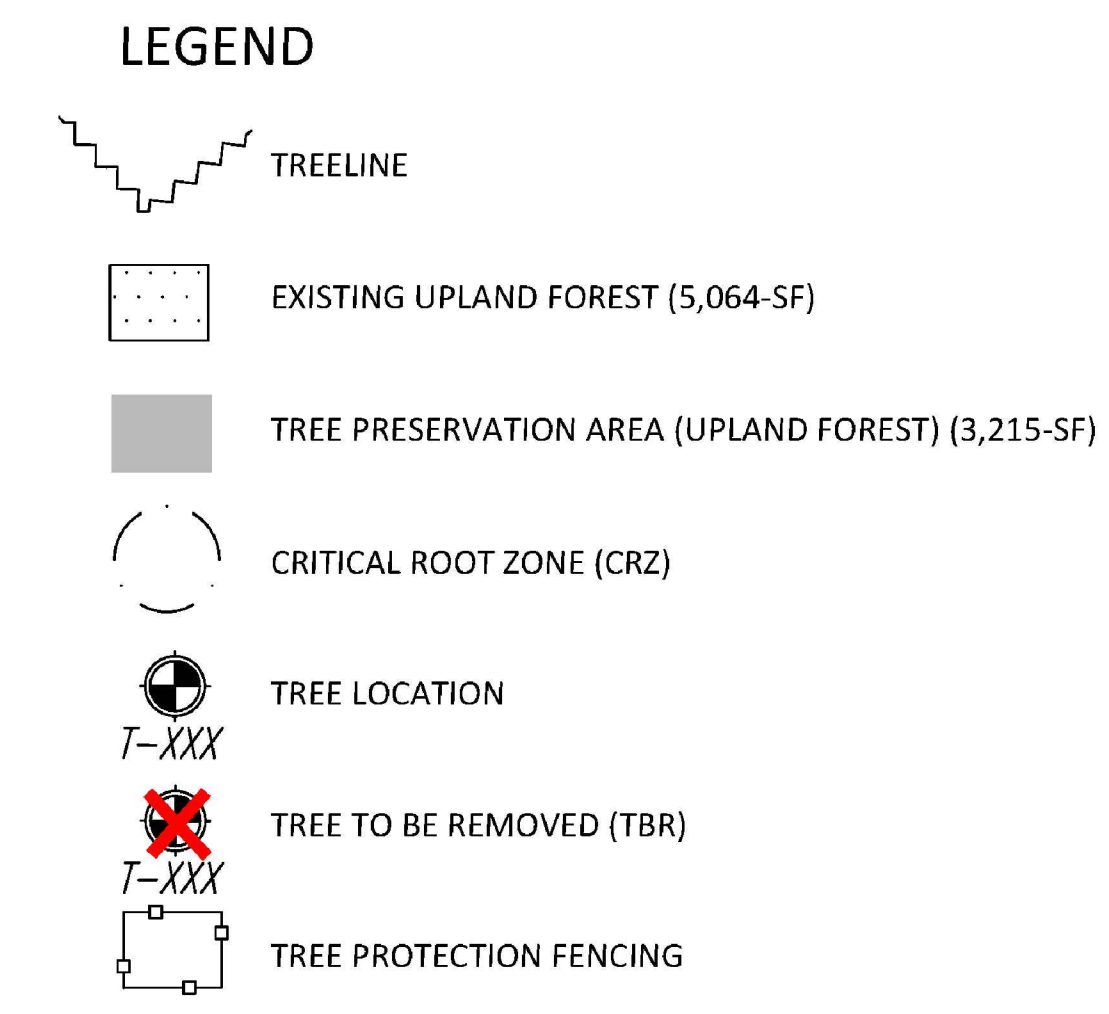 LEGEND
TREELINE
EXISTING UPLAND FOREST (5,064-SF)
TREE PRESERVATION AREA (UPLAND FOREST) (3,215-SF)
CRITICAL ROOT ZONE (CRZ)
TREE LOCATION
T-XXX
TREE TO BE REMOVED (TBR)
T-XXX
TREE PROTECTION FENCING